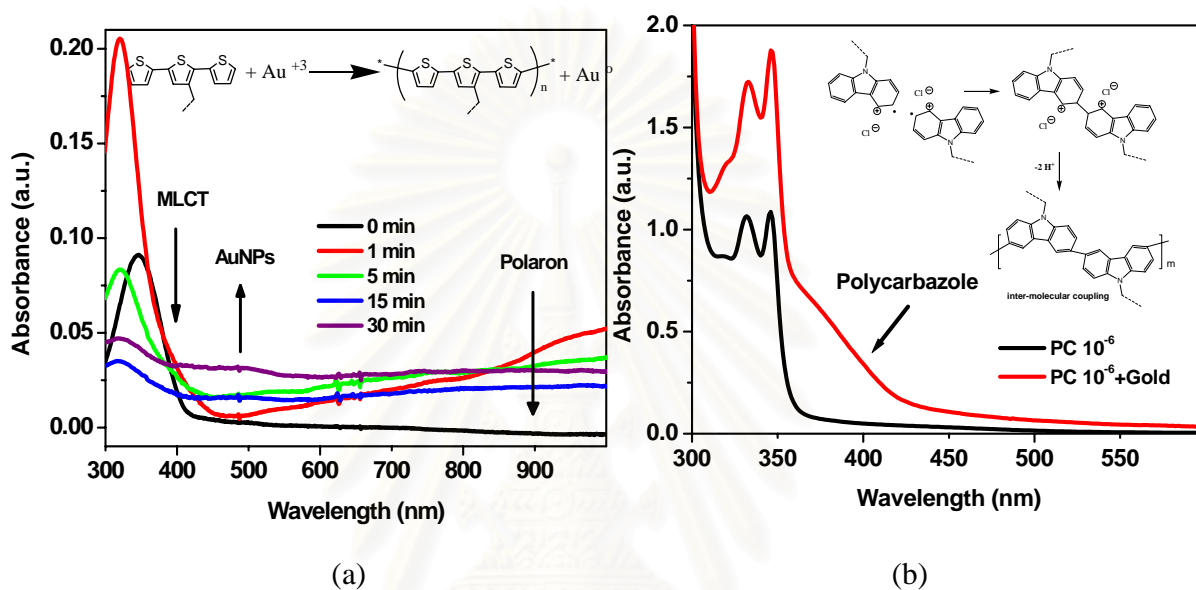 0.20
0.15
0.10
0.05
0.00
300 400 500 600 700 800 900
Absorbance (a.u.)
Wavelength (nm)
S S S + Au +3 * ( S S S ) n * + Au o
MLCT
AuNPs
Polaron
0 min
1 min
5 min
15 min
30 min
(a)
2.0
1.5
1.0
0.5
0.0
300 350 400 450 500 550
Absorbance (a.u.)
Wavelength (nm)
N
Cl ⊖
+ • • +
Cl ⊖
N
N
Cl ⊖
+ +
Cl ⊖
N
-2 H+
N
N
m
inter-molecular coupling
Polycarbazole
PC 10-6
PC 10-6+Gold
(b)